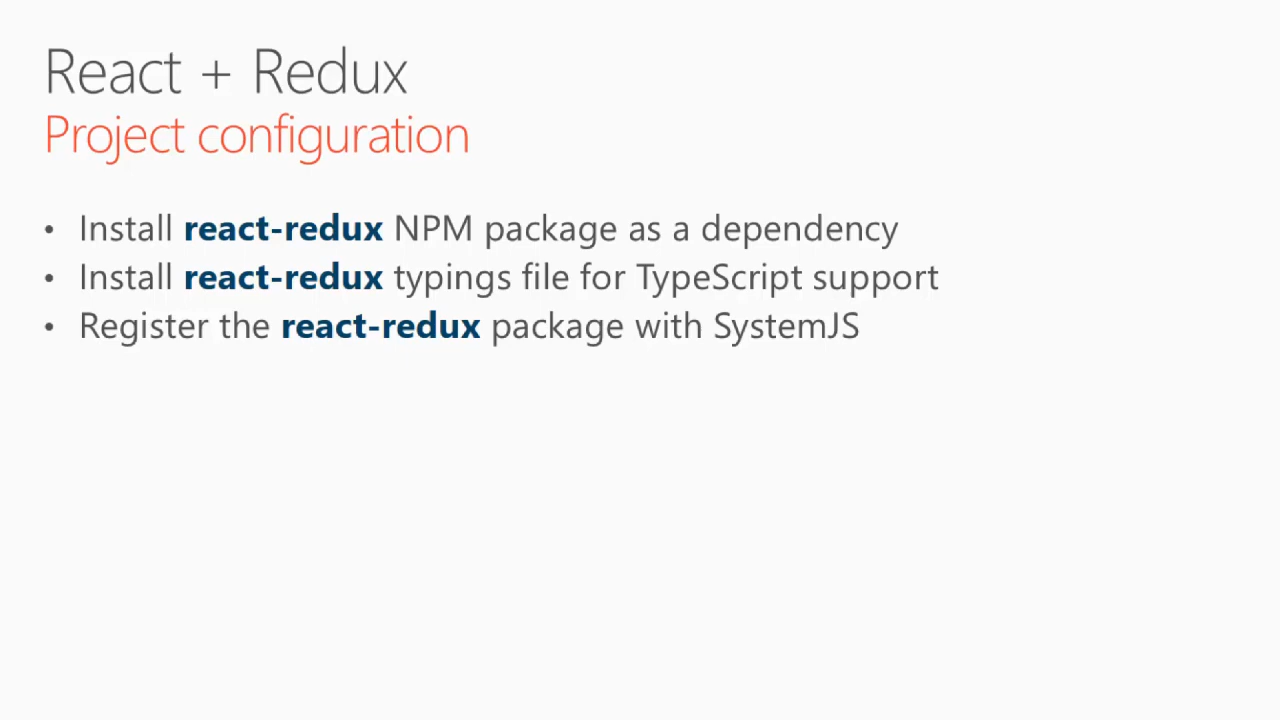 React + Redux
Project configuration
• Install react-redux NPM package as a dependency
• Install react-redux typings file for TypeScript support
• Register the react-redux package with SystemJS